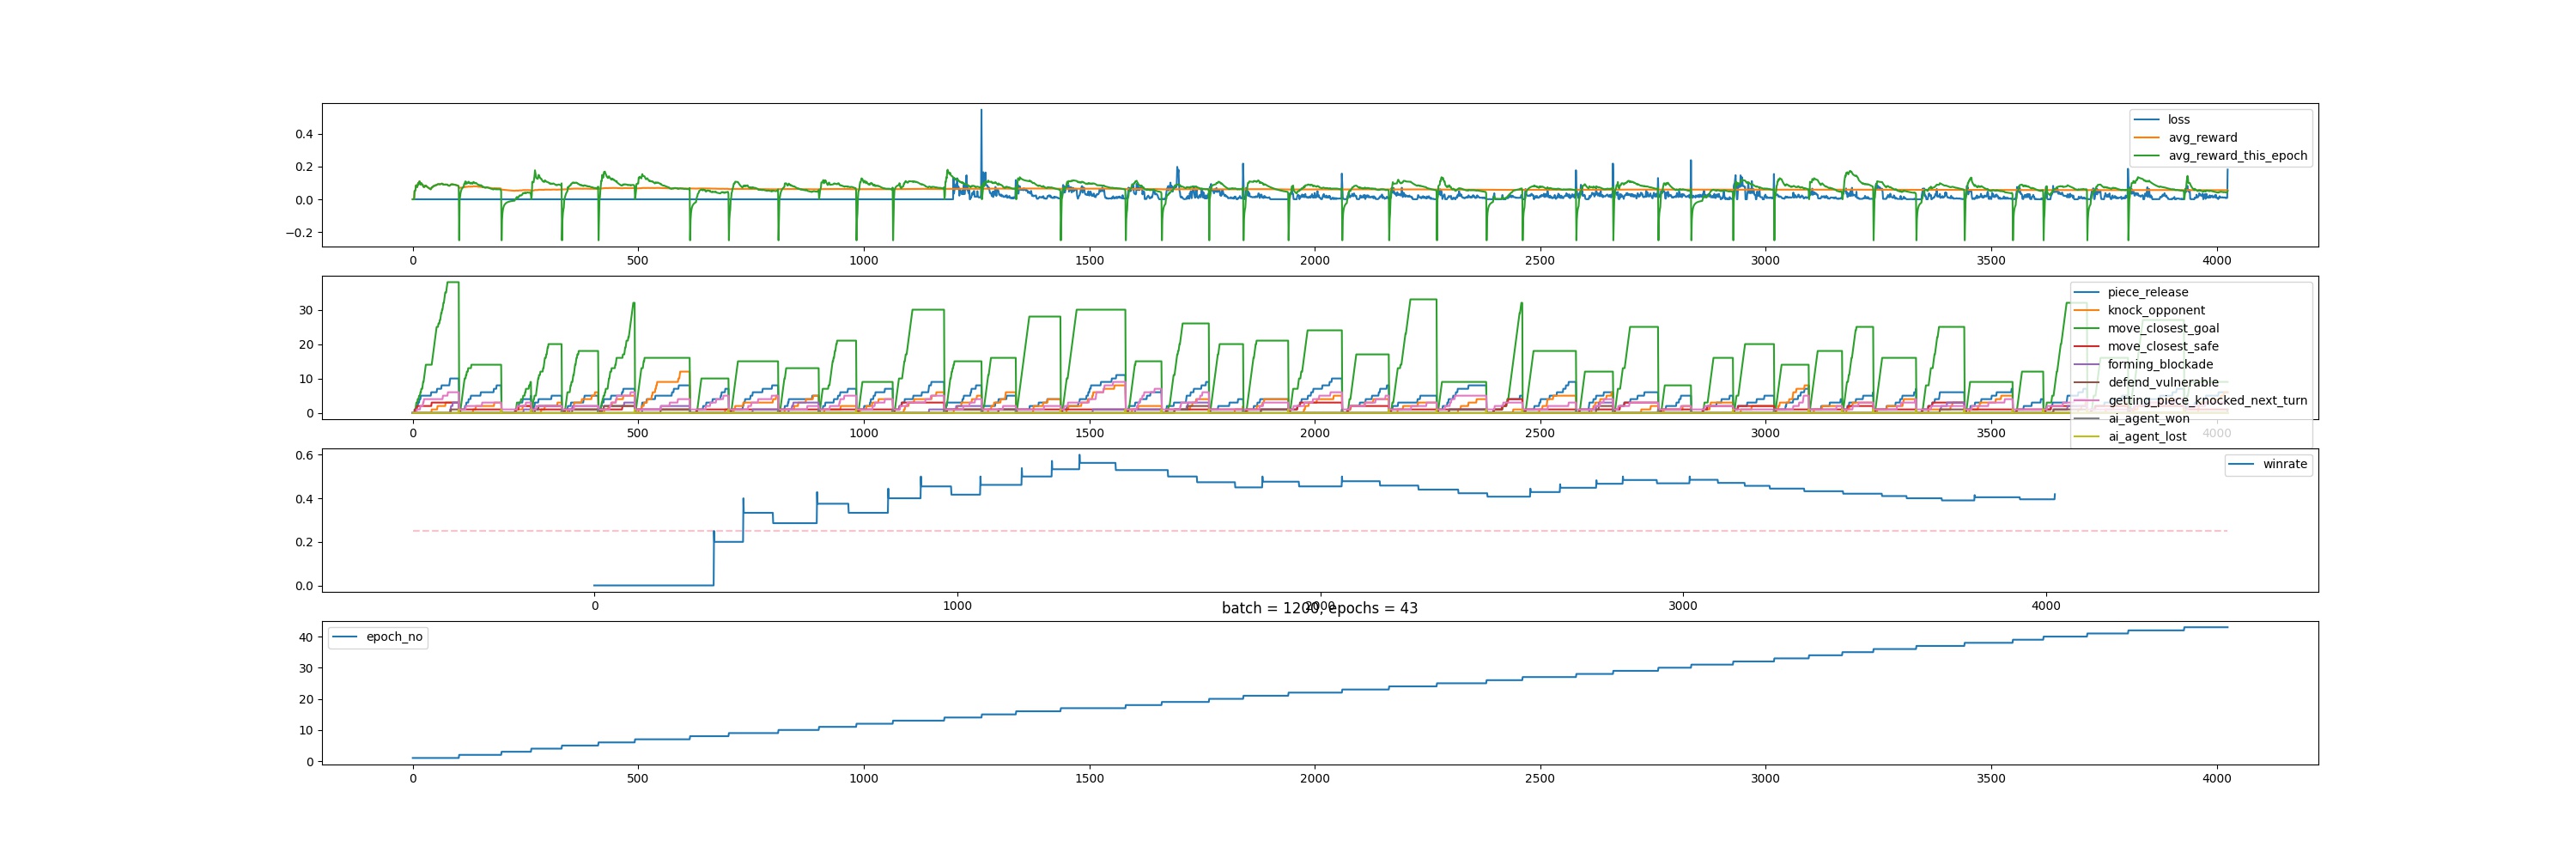 0.4
0.2
0.0
−0.2
loss
avg_reward
avg_reward_this_epoch
0 500 1000 1500 2000 2500 3000 3500 4000
30
20
10
0
piece_release
knock_opponent
move_closest_goal
move_closest_safe
forming_blockade
defend_vulnerable
getting_piece_knocked_next_turn
ai_agent_won
ai_agent_lost
0 500 1000 1500 2000 2500 3000 3500 4000
0.6
0.4
0.2
0.0
winrate
0 1000 2000 3000 4000
batch = 1200, epochs = 43
40
30
20
10
0
epoch_no
0 500 1000 1500 2000 2500 3000 3500 4000